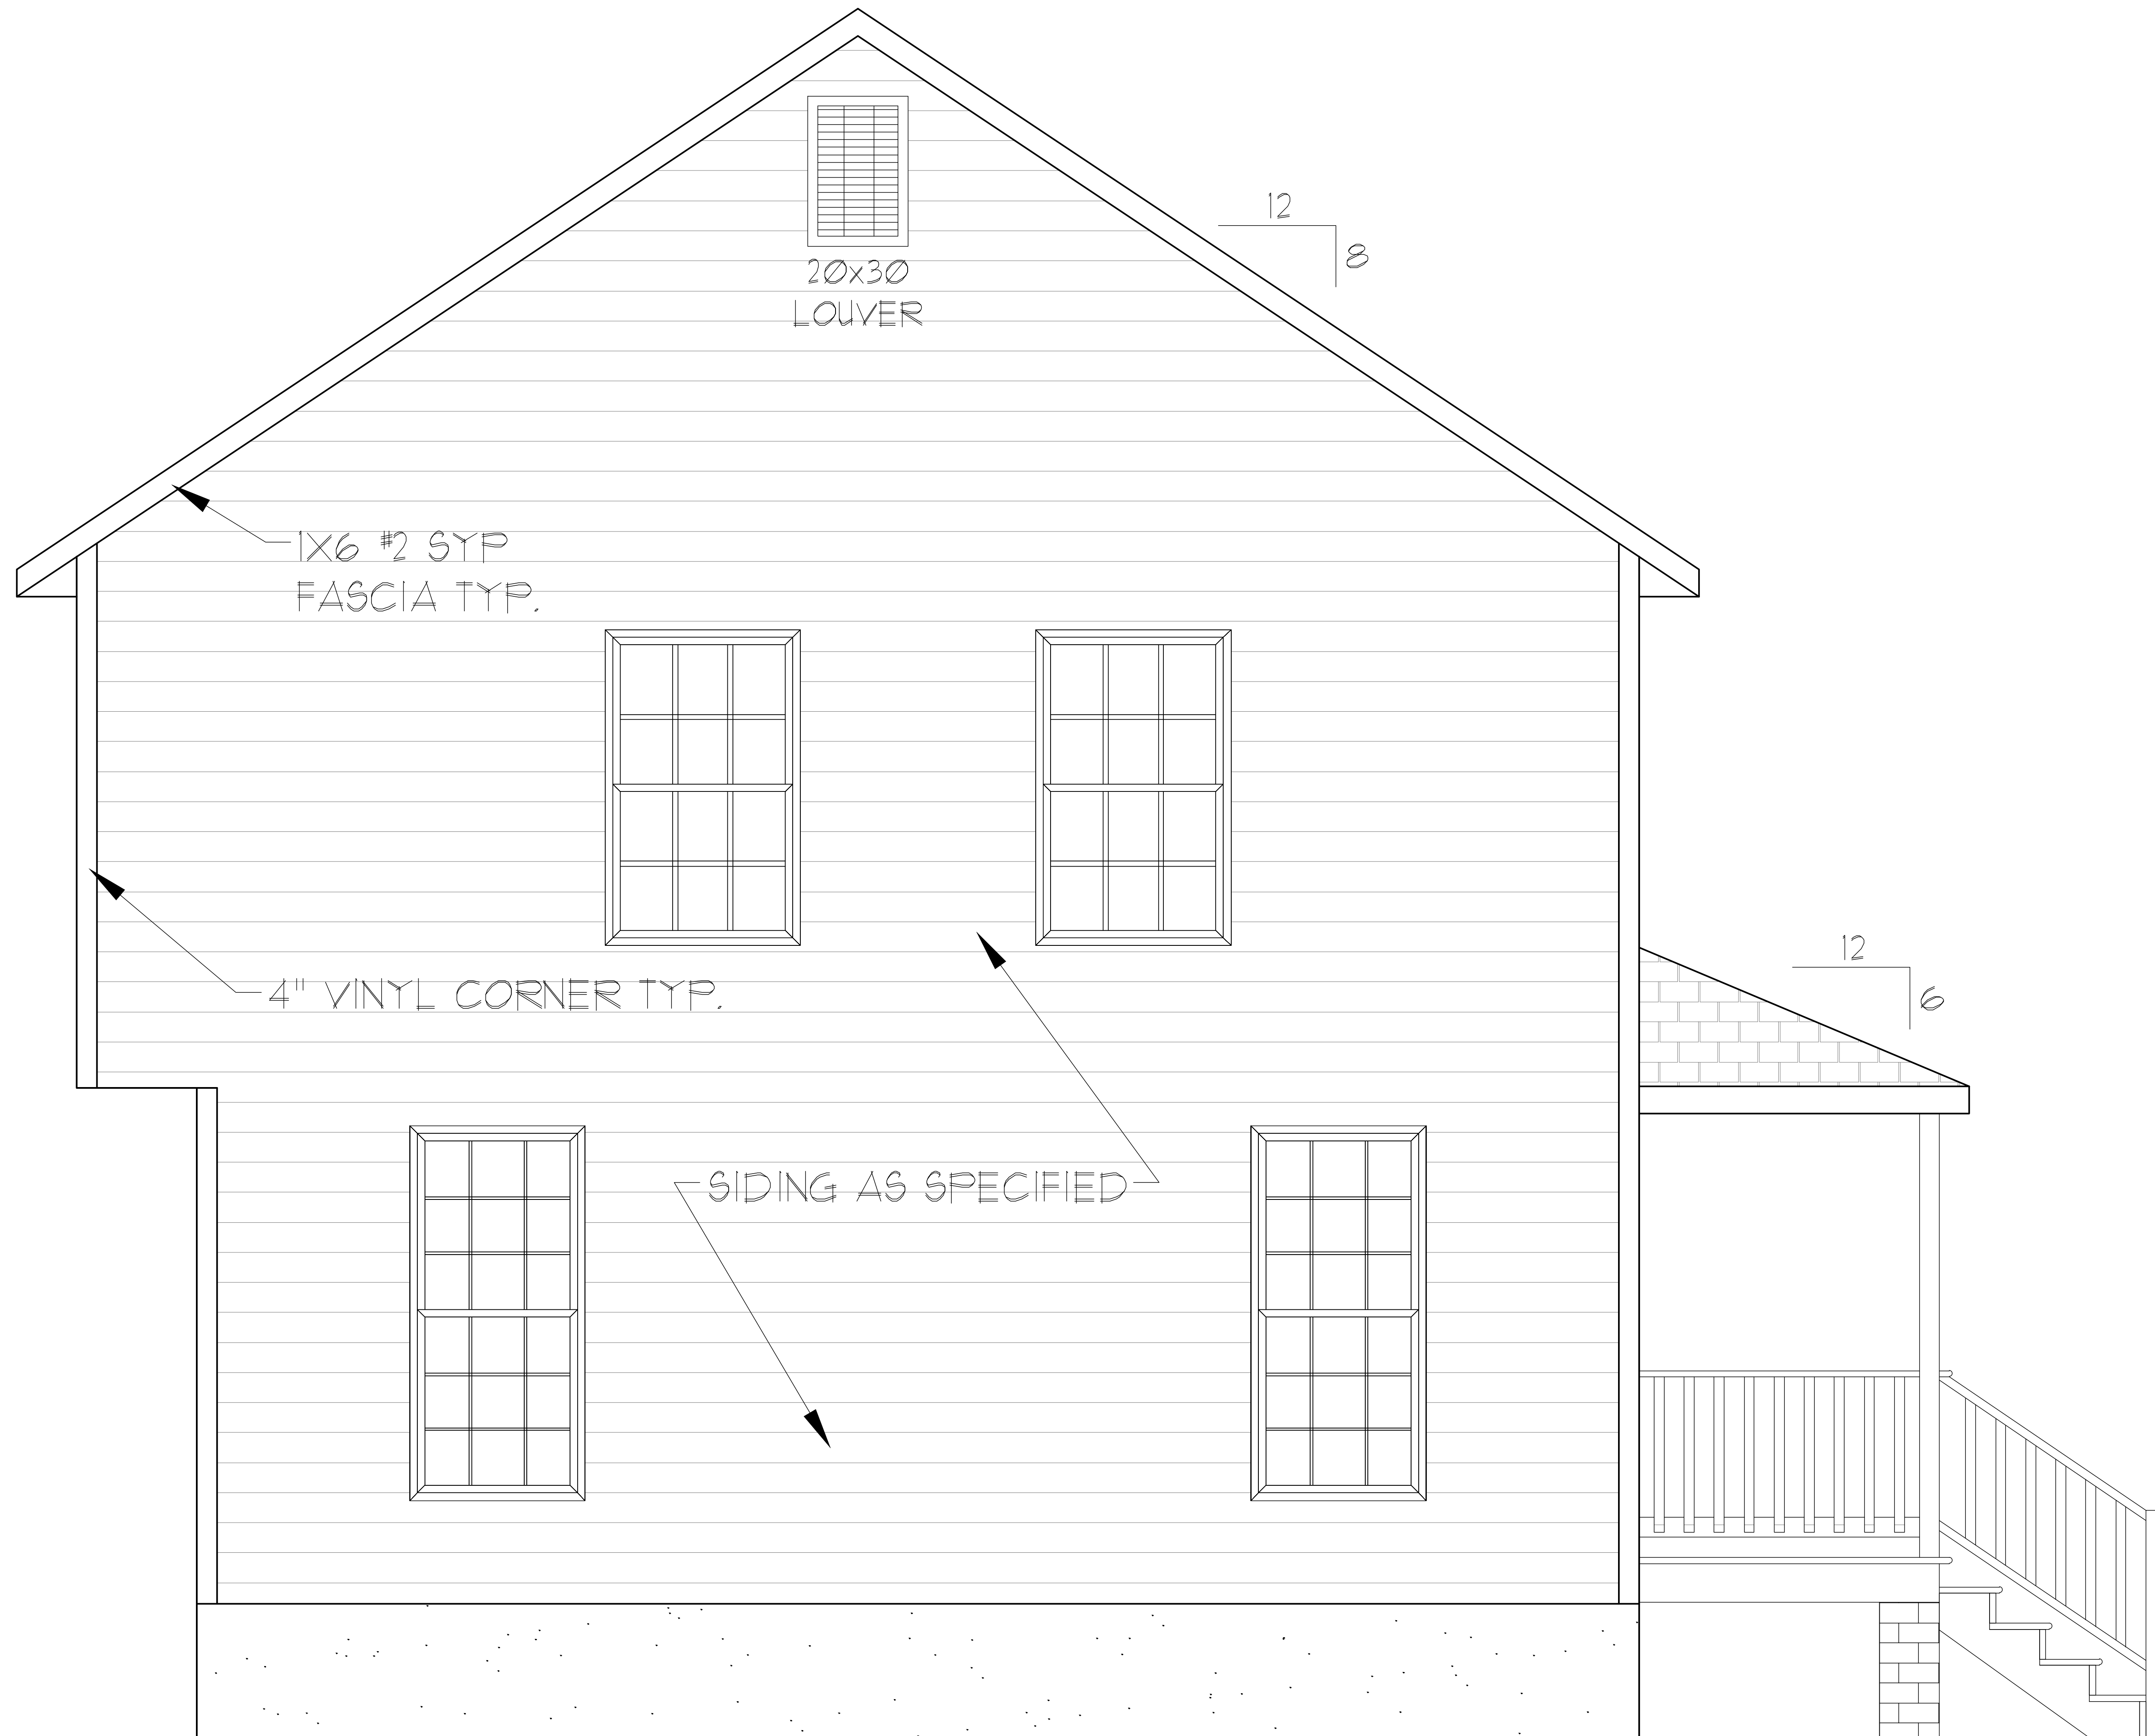 12
8
20x30
LOUVER
1X6 #2 SYP
FASCIA TYP.
12
6
4" VINYL CORNER TYP.
SIDING AS SPECIFIED